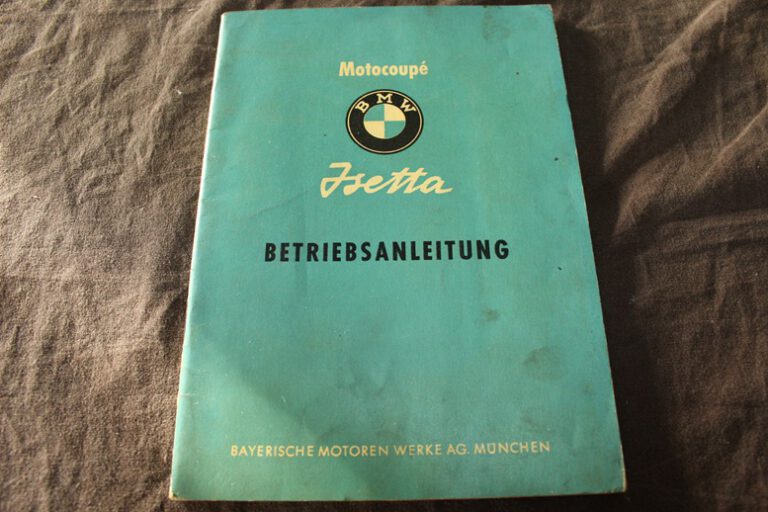 Motocoupé
BMW
Isetta
BETRIEBSANLEITUNG
BAYERISCHE MOTOREN WERKE AG. MÜNCHEN